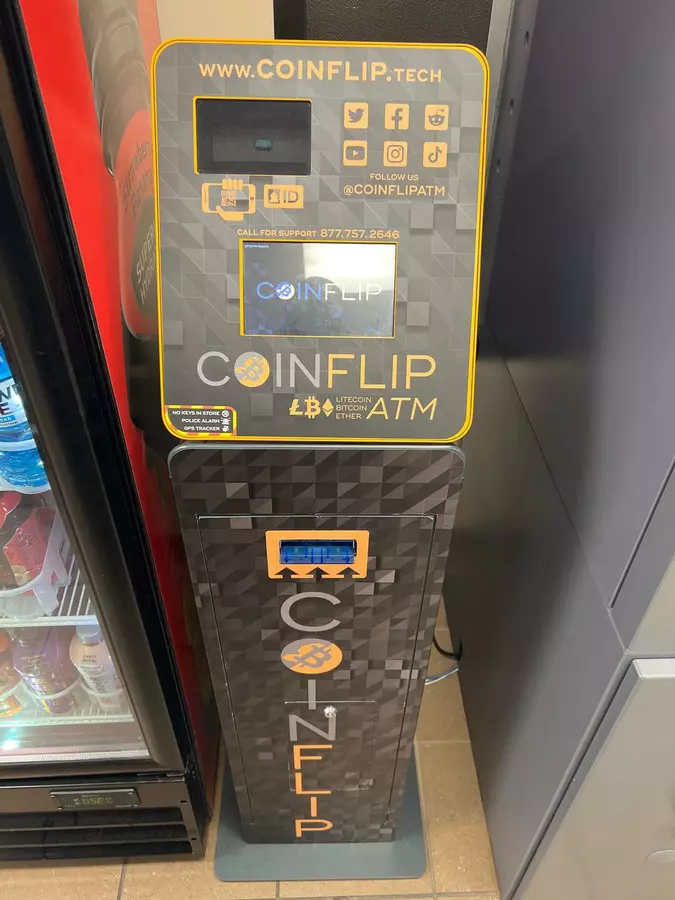 www.COINFLIP.TECH
ID
FOLLOW US
@COINFLIPATM
CALL FOR SUPPORT 877.757.2646
COINFLIP
COINFLIP
LITECOIN
BITCOIN
ETHER
ATM
NO KEYS IN STORE
POLICE ALARM
GPS TRACKER
COINFLIP